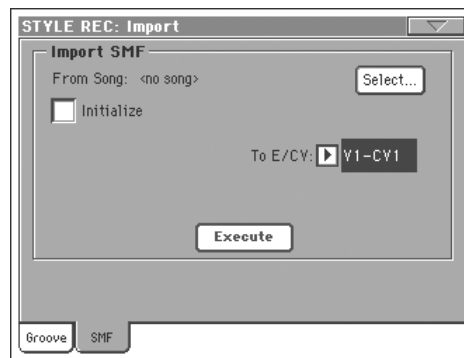 STYLE REC: Import
Import SMF
From Song: <no song>
Select...
Initialize
To E/CV: V1-CV1
Execute
Groove SMF